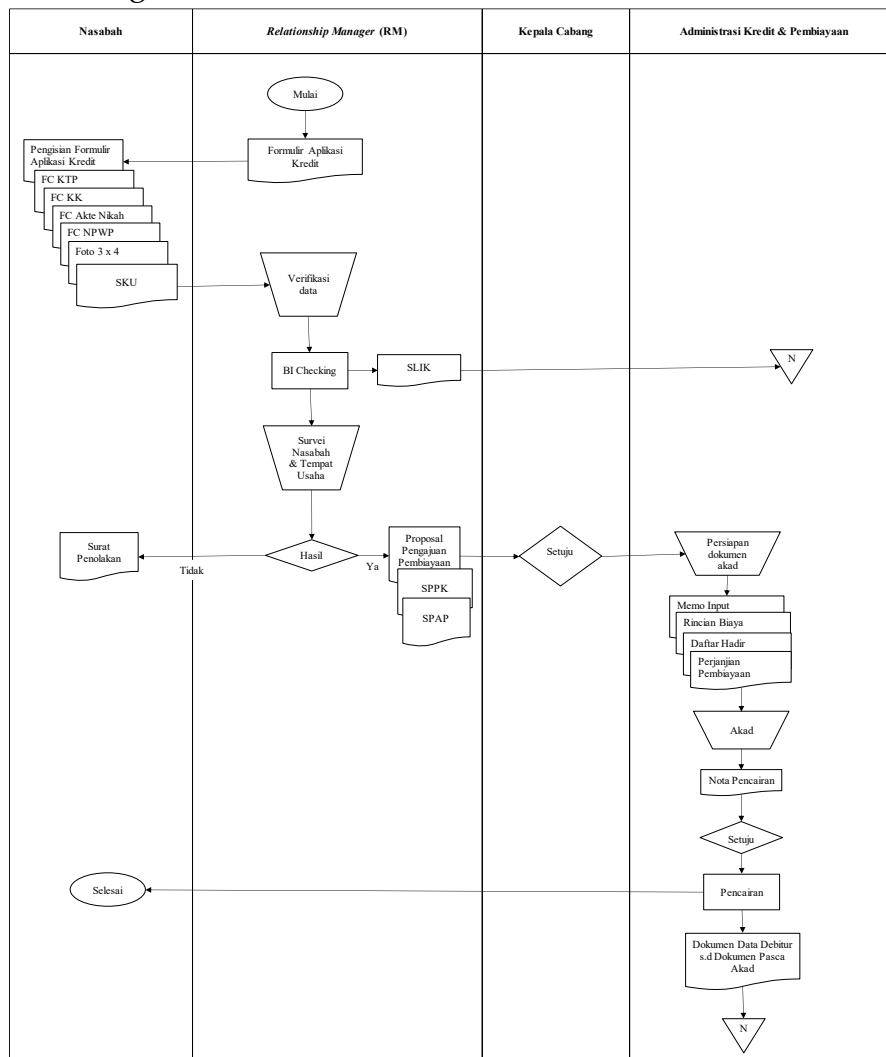 Nasabah
Relationship Manager (RM)
Kepala Cabang
Administrasi Kredit & Pembiayaan
Mulai
Formulir Aplikasi
Kredit
Pengisian Formulir
Aplikasi Kredit
FC KTP
FC KK
FC Akte Nikah
FC NPWP
Foto 3 x 4
SKU
Verifikasi
data
BI Checking
SLIK
N
Survei
Nasabah
& Tempat
Usaha
Hasil
Tidak
Surat
Penolakan
Ya
Proposal
Pengajuan
Pembiayaan
SPPK
SPAP
Setuju
Persiapan
dokumen
akad
Memo Input
Rincian Biaya
Daftar Hadir
Perjanjian
Pembiayaan
Akad
Nota Pencairan
Setuju
Pencairan
Selesai
Dokumen Data Debitur
s.d Dokumen Pasca
Akad
N